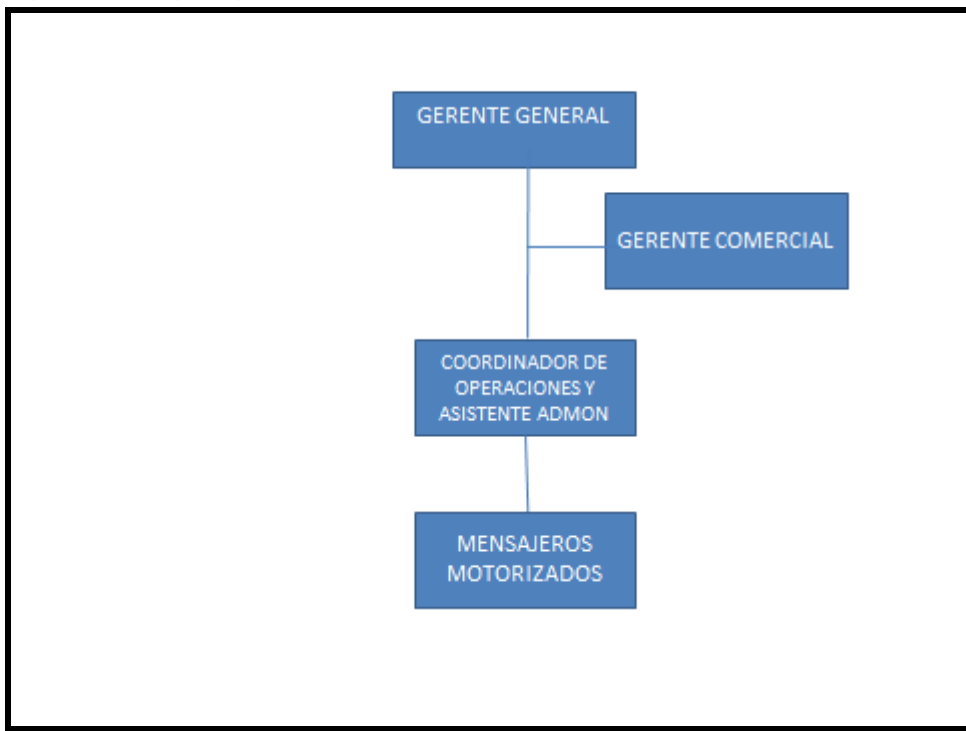 GERENTE GENERAL
GERENTE COMERCIAL
COORDINADOR DE
OPERACIONES Y
ASISTENTE ADMON
MENSAJEROS
MOTORIZADOS